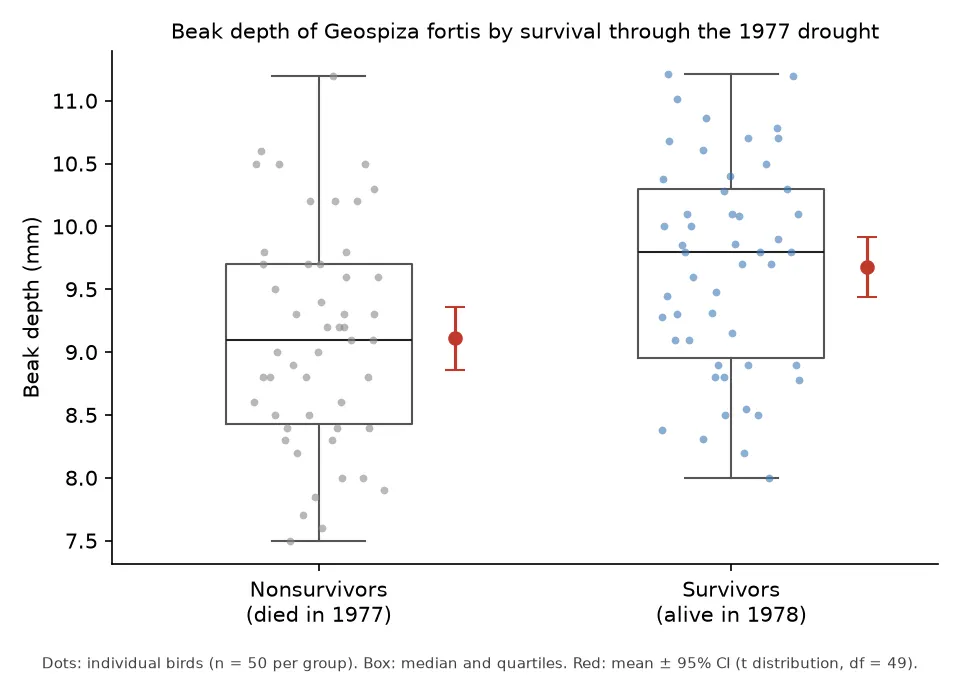 Beak depth of Geospiza fortis by survival through the 1977 drought
Beak depth (mm)
11.0
10.5
10.0
9.5
9.0
8.5
8.0
7.5
Nonsurvivors
(died in 1977)
Survivors
(alive in 1978)
Dots: individual birds (n = 50 per group). Box: median and quartiles. Red: mean ± 95% CI (t distribution, df = 49).